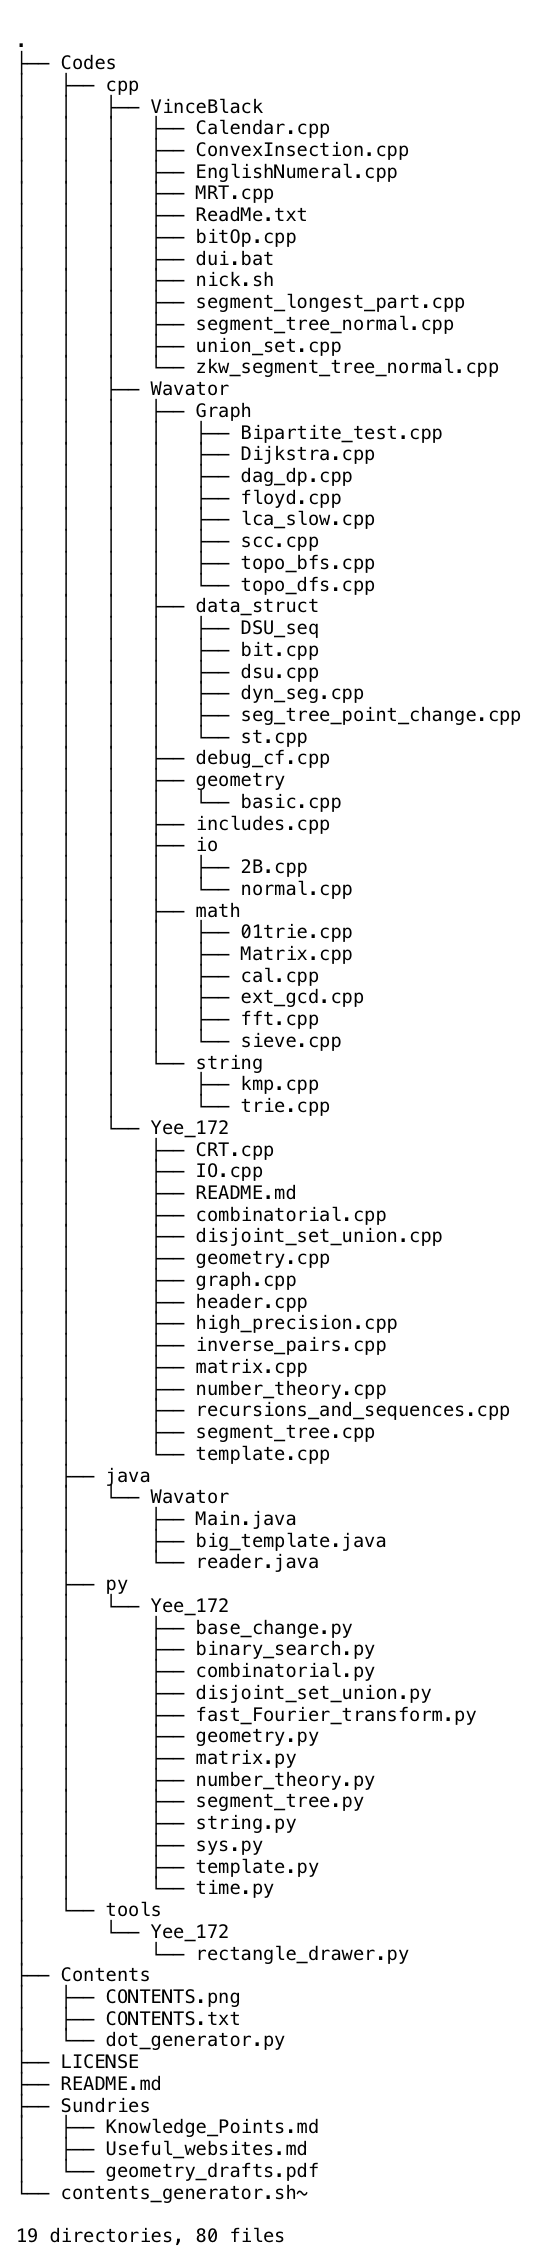 .
├── Codes
│   ├── cpp
│   │   ├── VinceBlack
│   │   │   ├── Calendar.cpp
│   │   │   ├── ConvexInsection.cpp
│   │   │   ├── EnglishNumeral.cpp
│   │   │   ├── MRT.cpp
│   │   │   ├── ReadMe.txt
│   │   │   ├── bitOp.cpp
│   │   │   ├── dui.bat
│   │   │   ├── nick.sh
│   │   │   ├── segment_longest_part.cpp
│   │   │   ├── segment_tree_normal.cpp
│   │   │   ├── union_set.cpp
│   │   │   └── zkw_segment_tree_normal.cpp
│   │   ├── Wavator
│   │   │   ├── Graph
│   │   │   │   ├── Bipartite_test.cpp
│   │   │   │   ├── Dijkstra.cpp
│   │   │   │   ├── dag_dp.cpp
│   │   │   │   ├── floyd.cpp
│   │   │   │   ├── lca_slow.cpp
│   │   │   │   ├── scc.cpp
│   │   │   │   ├── topo_bfs.cpp
│   │   │   │   └── topo_dfs.cpp
│   │   │   ├── data_struct
│   │   │   │   ├── DSU_seq
│   │   │   │   ├── bit.cpp
│   │   │   │   ├── dsu.cpp
│   │   │   │   ├── dyn_seg.cpp
│   │   │   │   ├── seg_tree_point_change.cpp
│   │   │   │   └── st.cpp
│   │   │   ├── debug_cf.cpp
│   │   │   ├── geometry
│   │   │   │   └── basic.cpp
│   │   │   ├── includes.cpp
│   │   │   ├── io
│   │   │   │   ├── 2B.cpp
│   │   │   │   └── normal.cpp
│   │   │   ├── math
│   │   │   │   ├── 01trie.cpp
│   │   │   │   ├── Matrix.cpp
│   │   │   │   ├── cal.cpp
│   │   │   │   ├── ext_gcd.cpp
│   │   │   │   ├── fft.cpp
│   │   │   │   └── sieve.cpp
│   │   │   └── string
│   │   │       ├── kmp.cpp
│   │   │       └── trie.cpp
│   │   └── Yee_172
│   │       ├── CRT.cpp
│   │       ├── IO.cpp
│   │       ├── README.md
│   │       ├── combinatorial.cpp
│   │       ├── disjoint_set_union.cpp
│   │       ├── geometry.cpp
│   │       ├── graph.cpp
│   │       ├── header.cpp
│   │       ├── high_precision.cpp
│   │       ├── inverse_pairs.cpp
│   │       ├── matrix.cpp
│   │       ├── number_theory.cpp
│   │       ├── recursions_and_sequences.cpp
│   │       ├── segment_tree.cpp
│   │       └── template.cpp
│   ├── java
│   │   └── Wavator
│   │       ├── Main.java
│   │       ├── big_template.java
│   │       └── reader.java
│   ├── py
│   │   └── Yee_172
│   │       ├── base_change.py
│   │       ├── binary_search.py
│   │       ├── combinatorial.py
│   │       ├── disjoint_set_union.py
│   │       ├── fast_Fourier_transform.py
│   │       ├── geometry.py
│   │       ├── matrix.py
│   │       ├── number_theory.py
│   │       ├── segment_tree.py
│   │       ├── string.py
│   │       ├── sys.py
│   │       ├── template.py
│   │       └── time.py
│   └── tools
│       └── Yee_172
│           └── rectangle_drawer.py
├── Contents
│   ├── CONTENTS.png
│   ├── CONTENTS.txt
│   └── dot_generator.py
├── LICENSE
├── README.md
├── Sundries
│   ├── Knowledge_Points.md
│   ├── Useful_websites.md
│   └── geometry_drafts.pdf
└── contents_generator.sh~

19 directories, 80 files